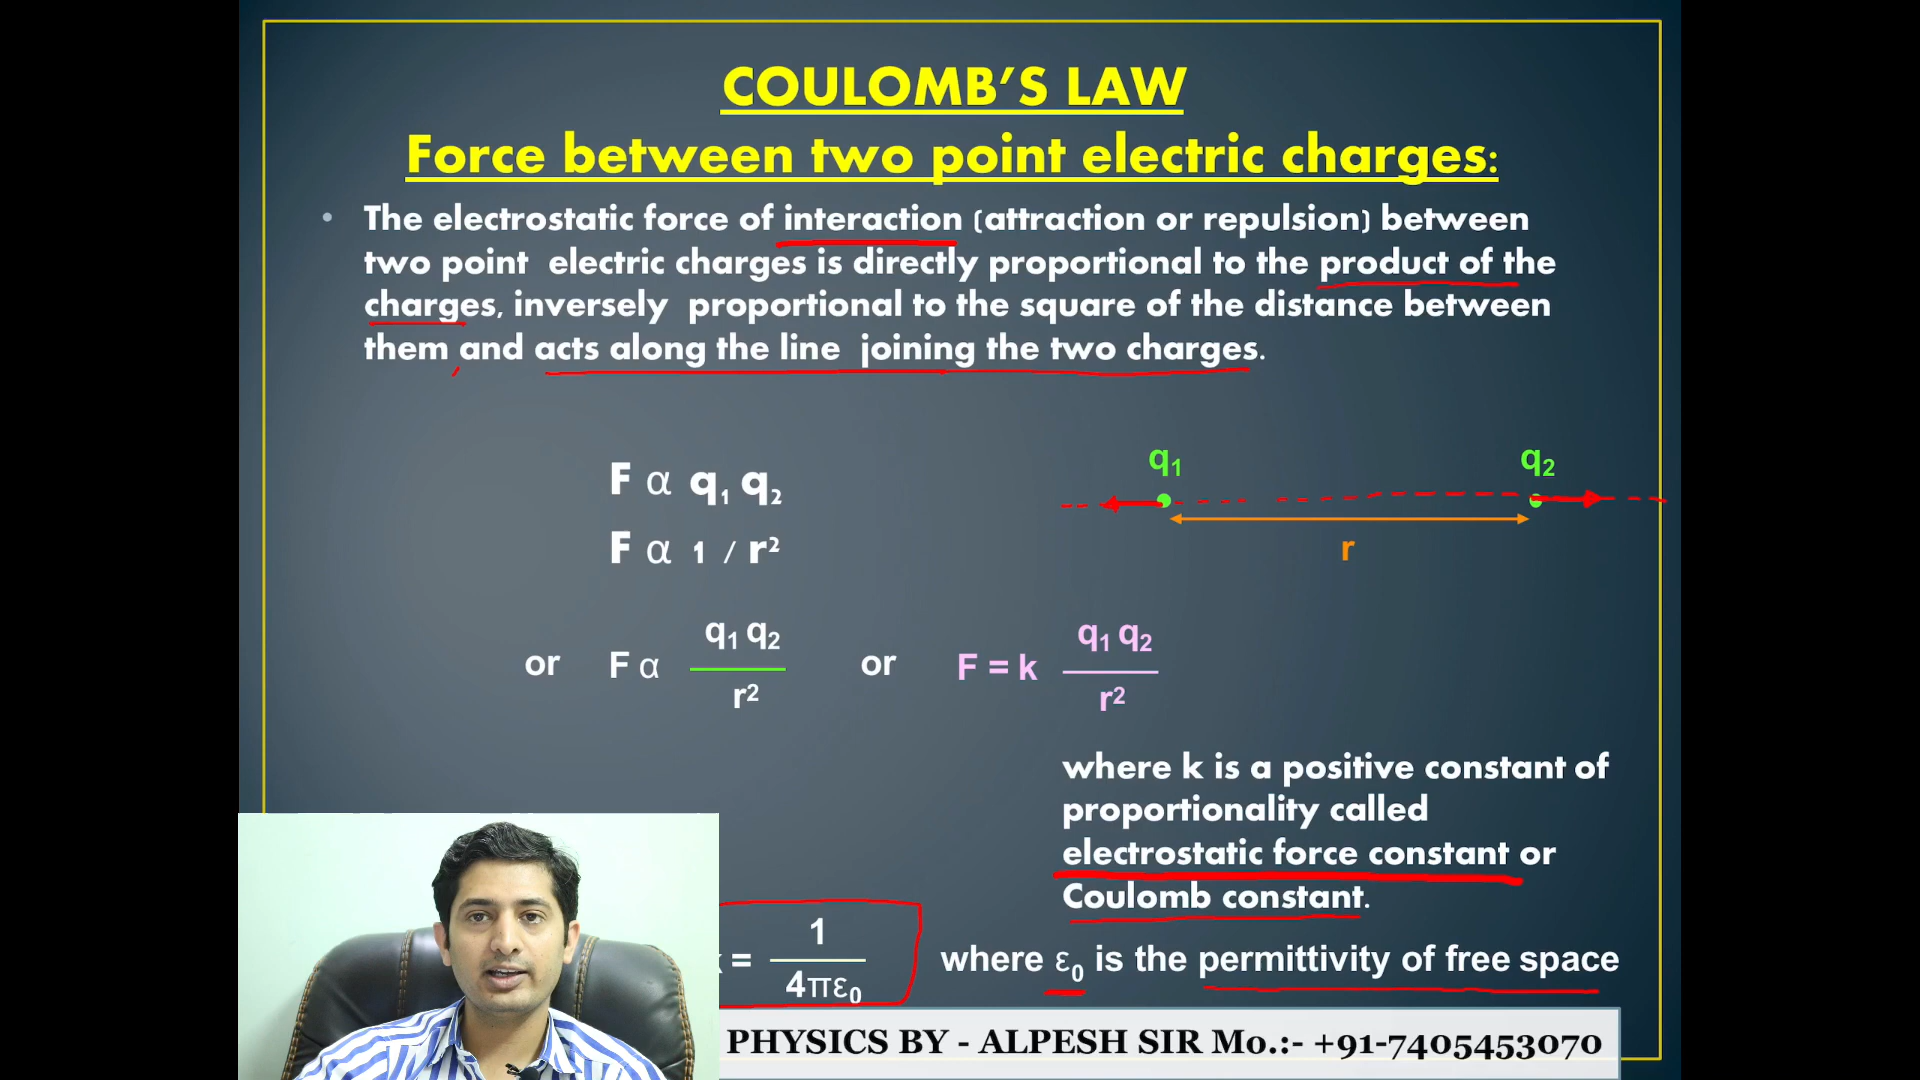 COULOMB’S LAW
Force between two point electric charges:
• The electrostatic force of interaction (attraction or repulsion) between
two point electric charges is directly proportional to the product of the
charges, inversely proportional to the square of the distance between
them and acts along the line joining the two charges.
F α q₁ q₂
F α 1 / r²
q₁ q₂
r
or F α q₁ q₂ / r² or F = k q₁ q₂ / r²
where k is a positive constant of
proportionality called
electrostatic force constant or
Coulomb constant.
= 1 / 4πε₀ where ε₀ is the permittivity of free space
PHYSICS BY - ALPESH SIR Mo.:- +91-7405453070